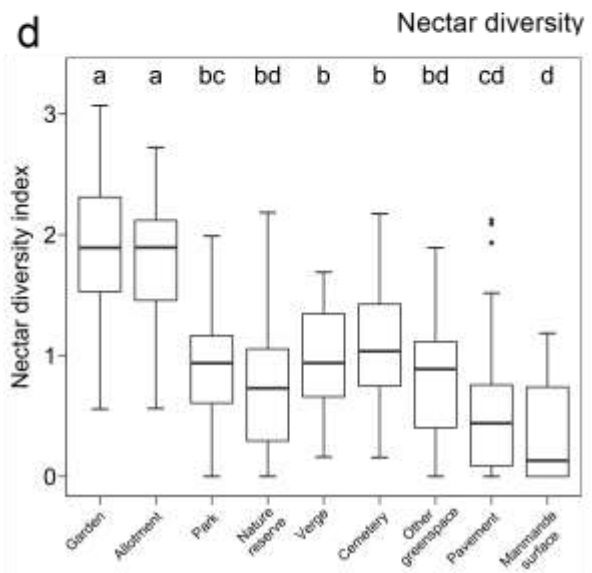 d
Nectar diversity
a a bc bd b b bd cd d
3
2
1
0
Nectar diversity index
Garden
Allotment
Park
Nature
reserve
Verge
Cemetery
Other
greenspace
Pavement
Manmande
surface